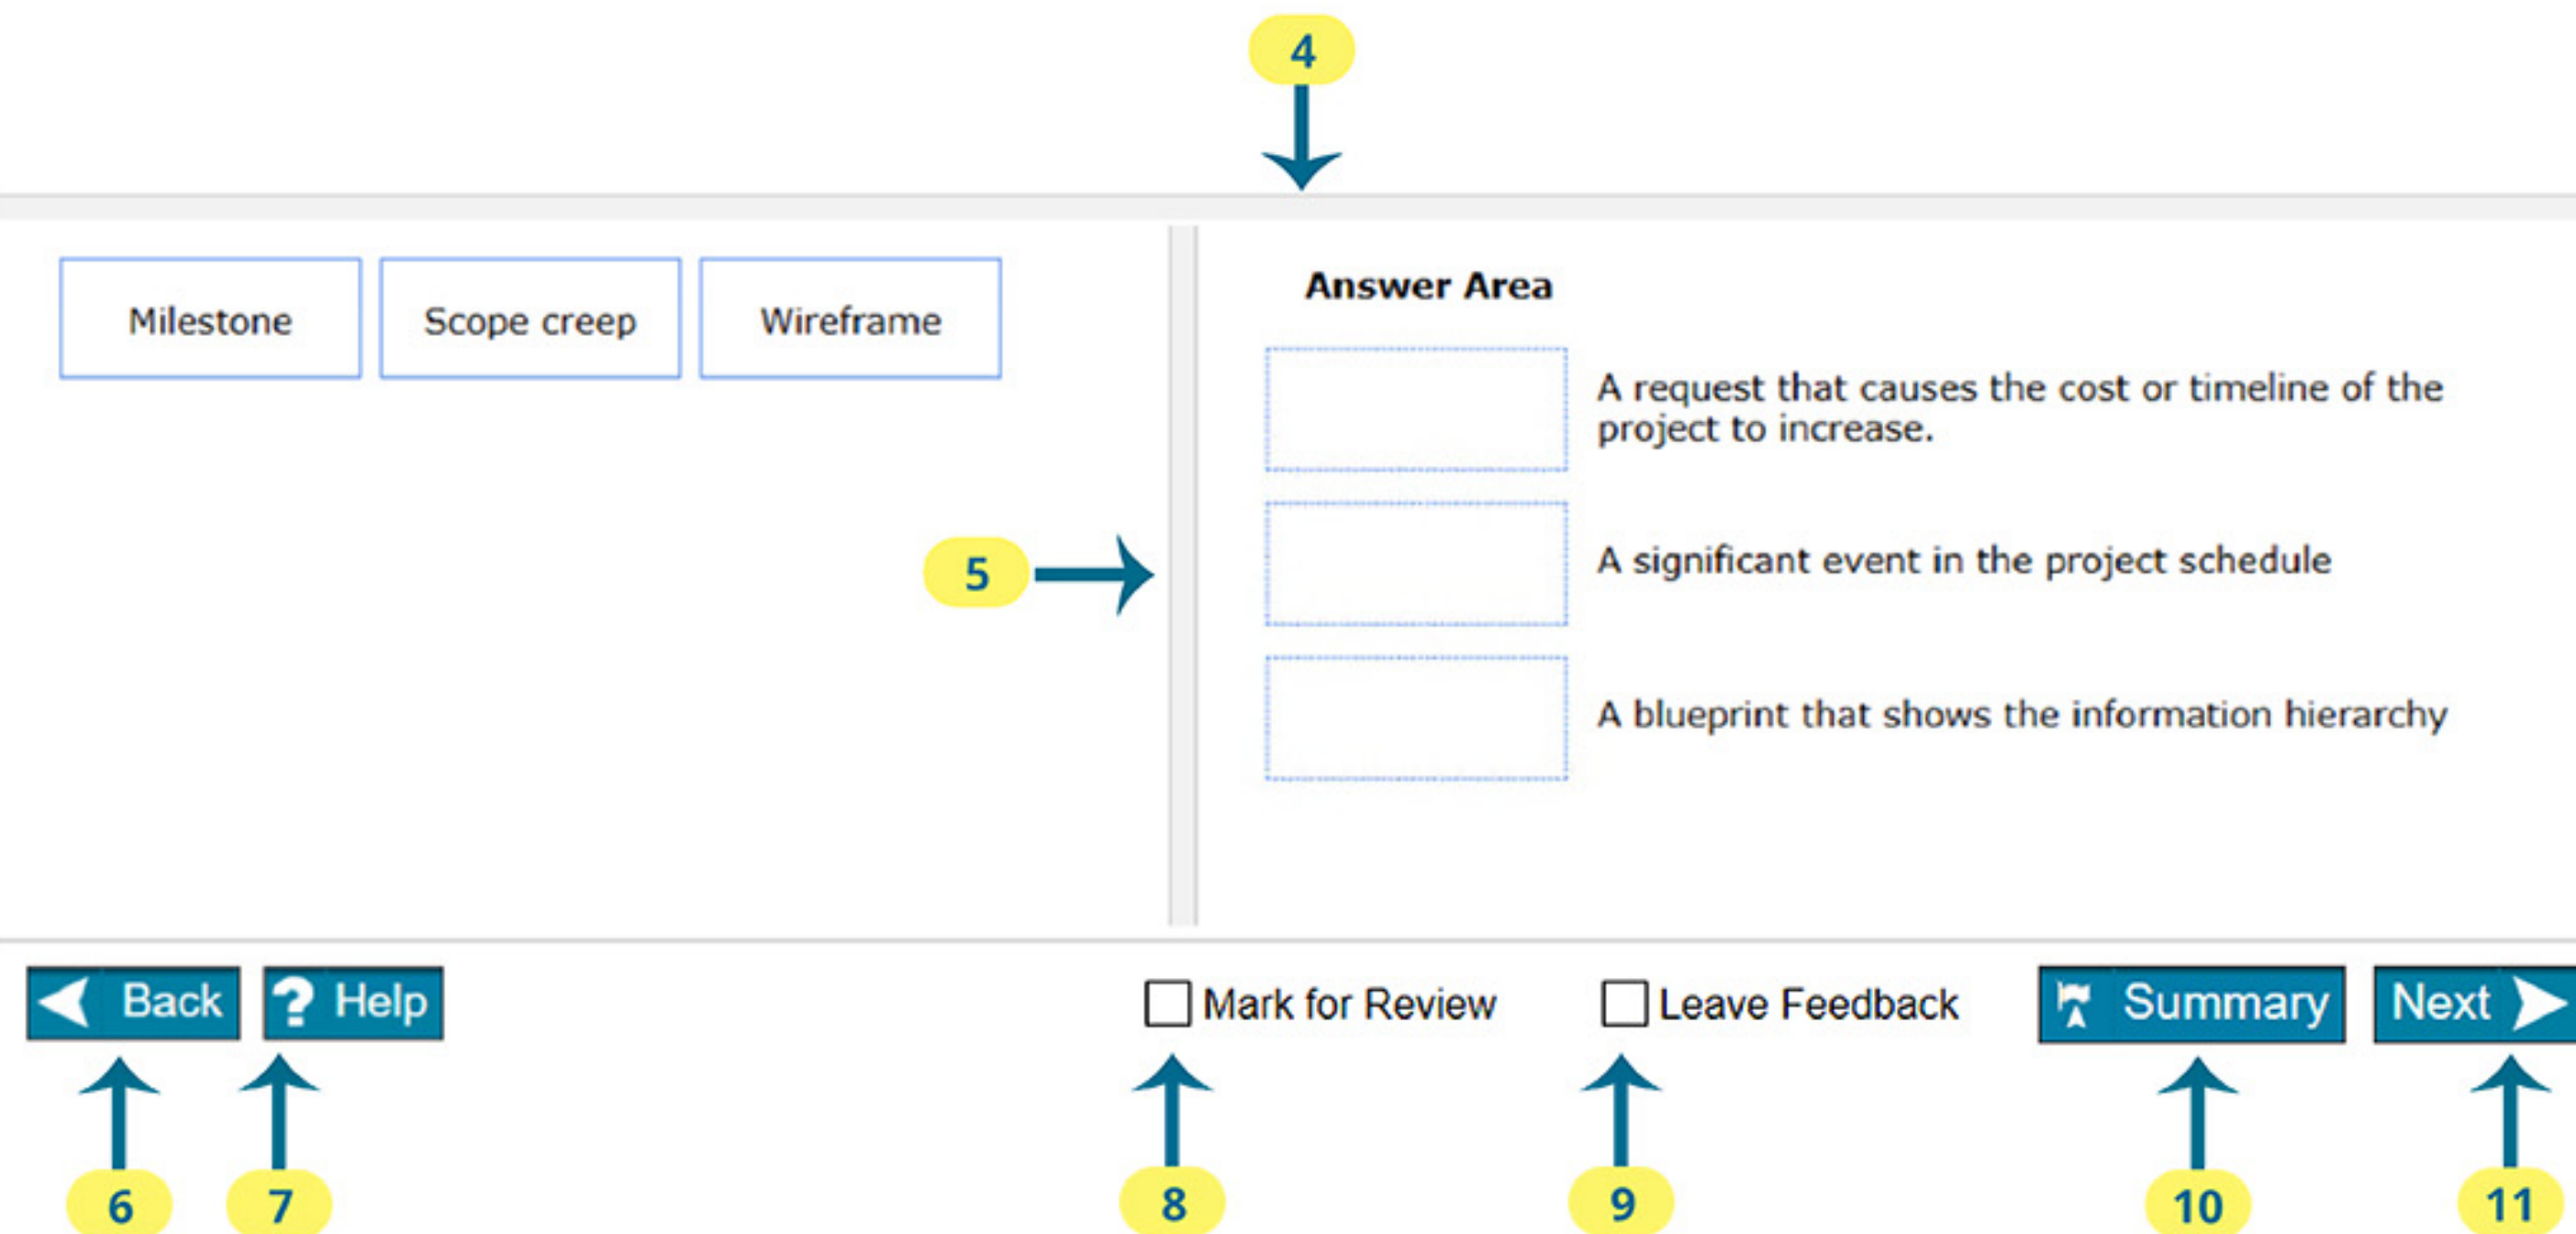 4
Milestone
Scope creep
Wireframe
Answer Area
A request that causes the cost or timeline of the
project to increase.
5
A significant event in the project schedule
A blueprint that shows the information hierarchy
Back
? Help
Mark for Review
Leave Feedback
Summary
Next
6
7
8
9
10
11